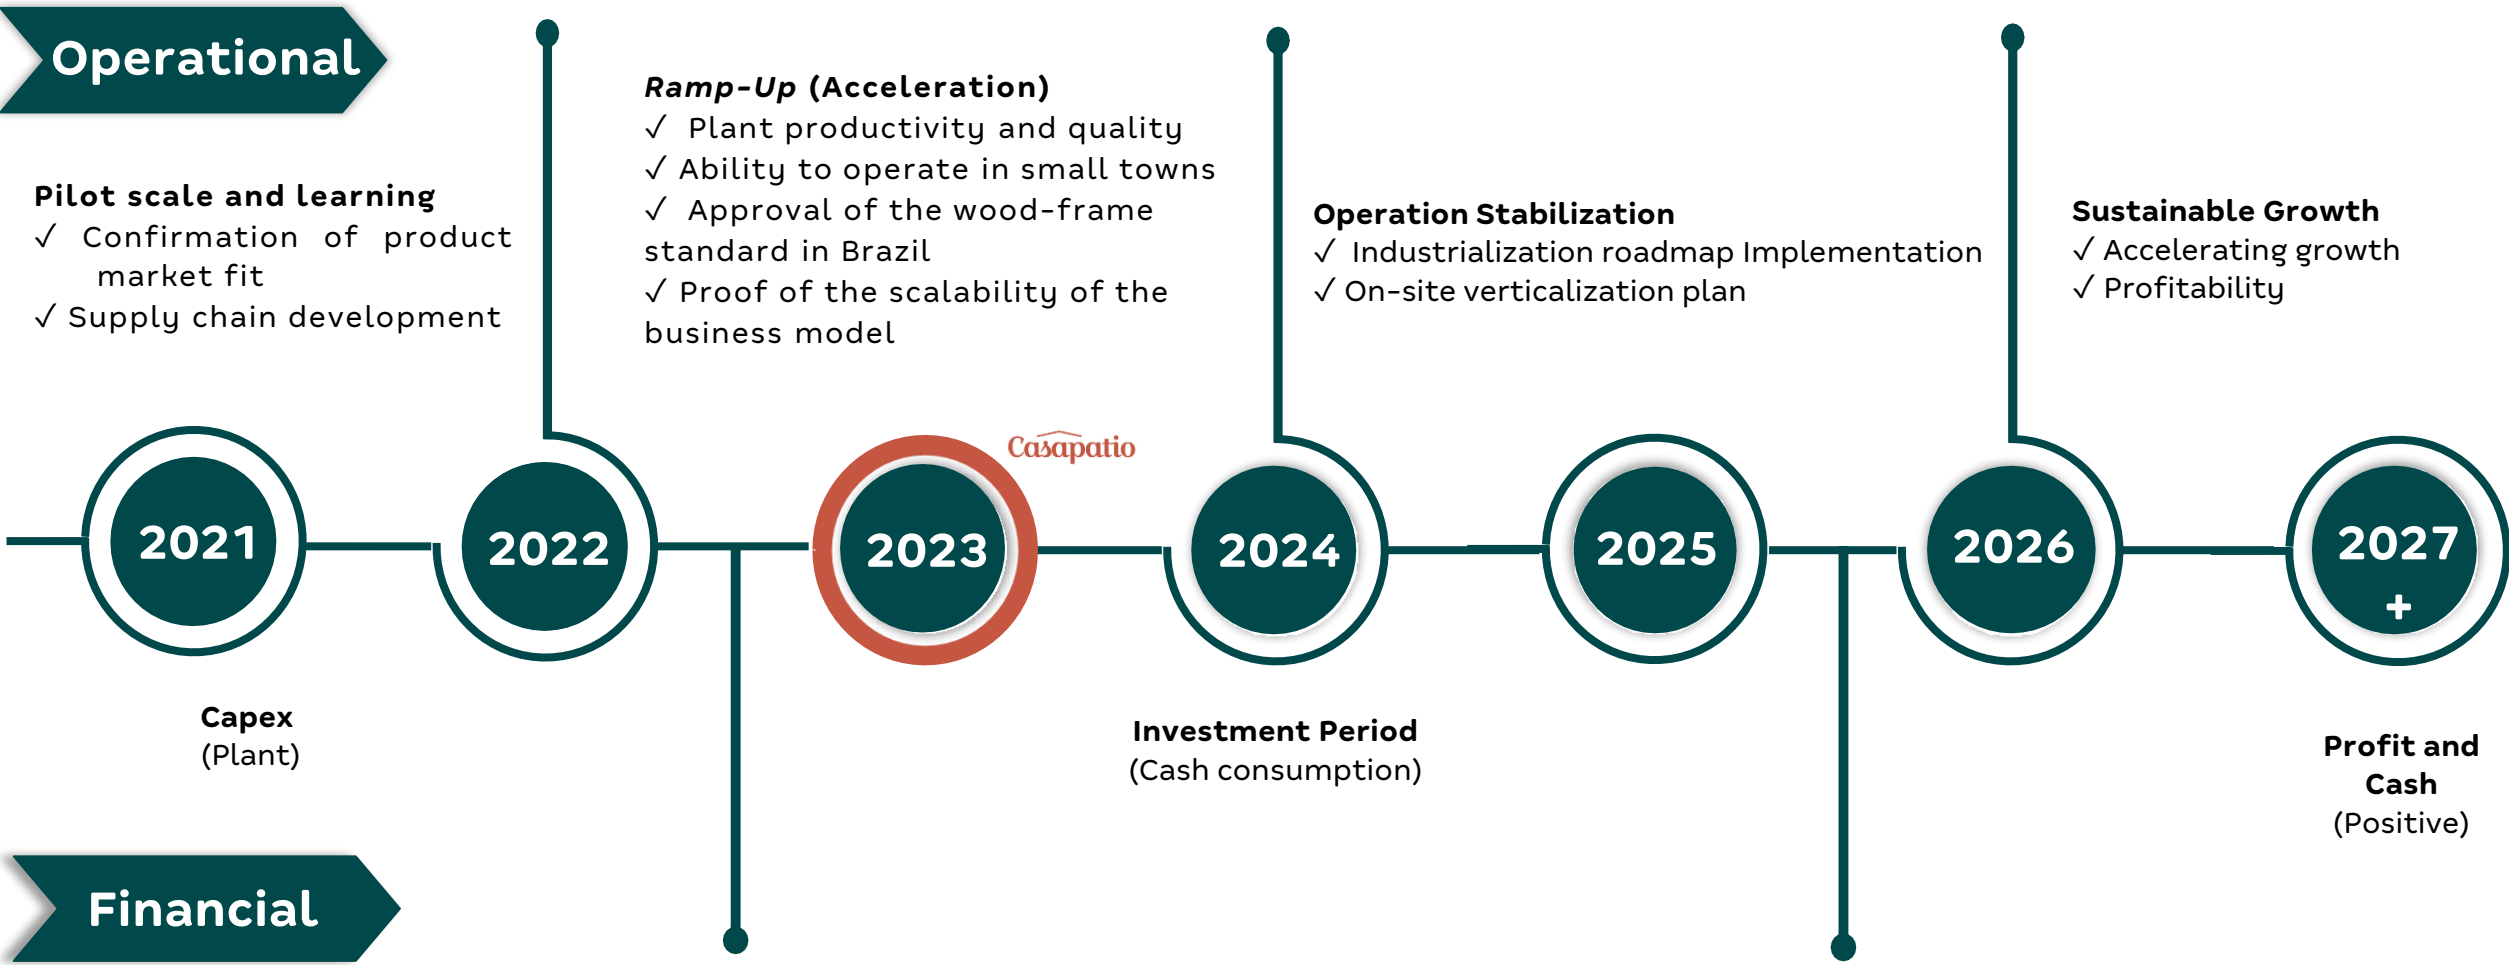 Operational
Pilot scale and learning
✓ Confirmation of product
market fit
✓ Supply chain development
Ramp-Up (Acceleration)
✓ Plant productivity and quality
✓ Ability to operate in small towns
✓ Approval of the wood-frame
standard in Brazil
✓ Proof of the scalability of the
business model
Operation Stabilization
✓ Industrialization roadmap Implementation
✓ On-site verticalization plan
Sustainable Growth
✓ Accelerating growth
✓ Profitability
Casapatio
2021
2022
2023
2024
2025
2026
2027
+
Capex
(Plant)
Investment Period
(Cash consumption)
Profit and
Cash
(Positive)
Financial